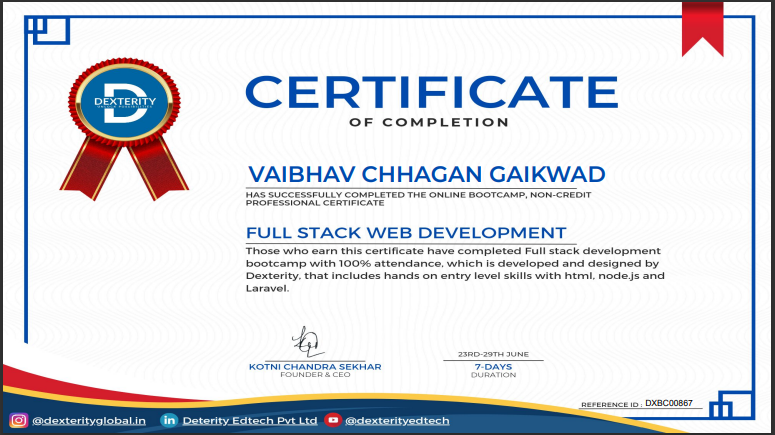 DEXTERITY
CERTIFICATE
OF COMPLETION
VAIBHAV CHHAGAN GAIKWAD
HAS SUCCESSFULLY COMPLETED THE ONLINE BOOTCAMP, NON-CREDIT
PROFESSIONAL CERTIFICATE
FULL STACK WEB DEVELOPMENT
Those who earn this certificate have completed Full stack development
bootcamp with 100% attendance, which is developed and designed by
Dexterity, that includes hands on entry level skills with html, node.js and
Laravel.
KOTNI CHANDRA SEKHAR
FOUNDER & CEO
23RD-29TH JUNE
7-DAYS
DURATION
REFERENCE ID : DXBC00867
@dexterityglobal.in
Deterity Edtech Pvt Ltd
@dexterityedtech